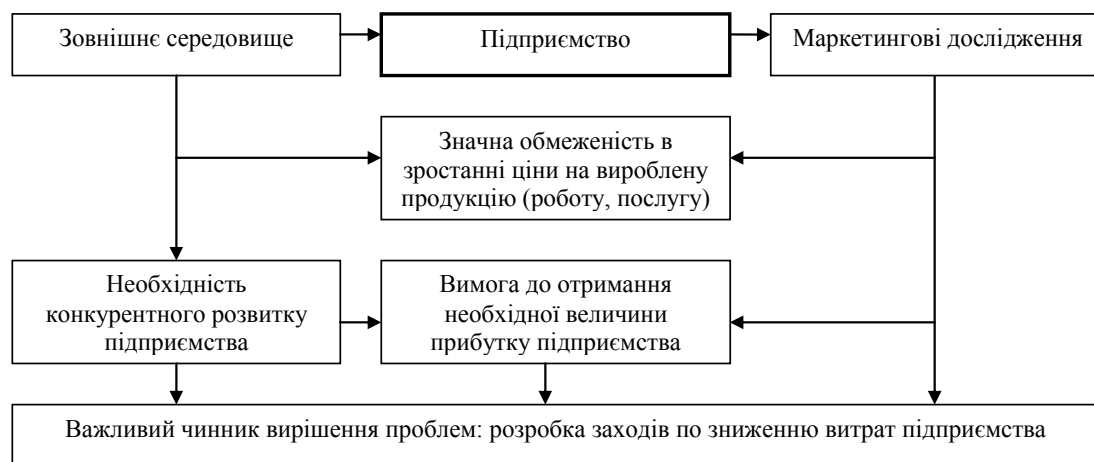 Зовнішнє середовище
Підприємство
Маркетингові дослідження
Значна обмеженість в
зростанні ціни на вироблену
продукцію (роботу, послугу)
Необхідність
конкурентного розвитку
підприємства
Вимога до отримання
необхідної величини
прибутку підприємства
Важливий чинник вирішення проблем: розробка заходів по зниженню витрат підприємства